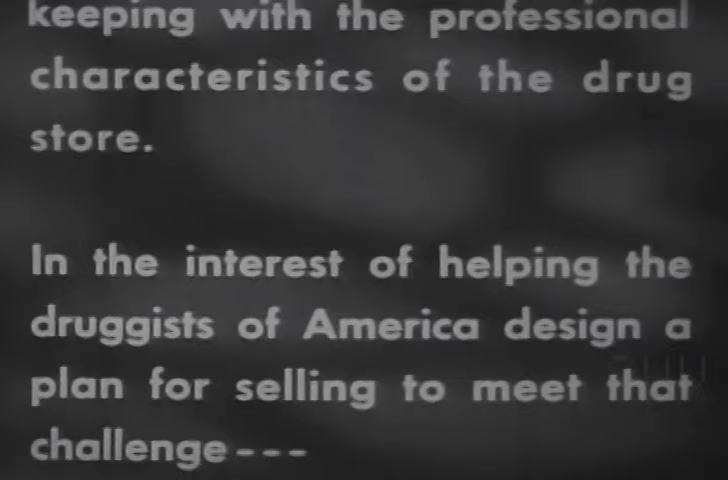 keeping with the professional
characteristics of the drug
store.
In the interest of helping the
druggists of America design a
plan for selling to meet that
challenge---